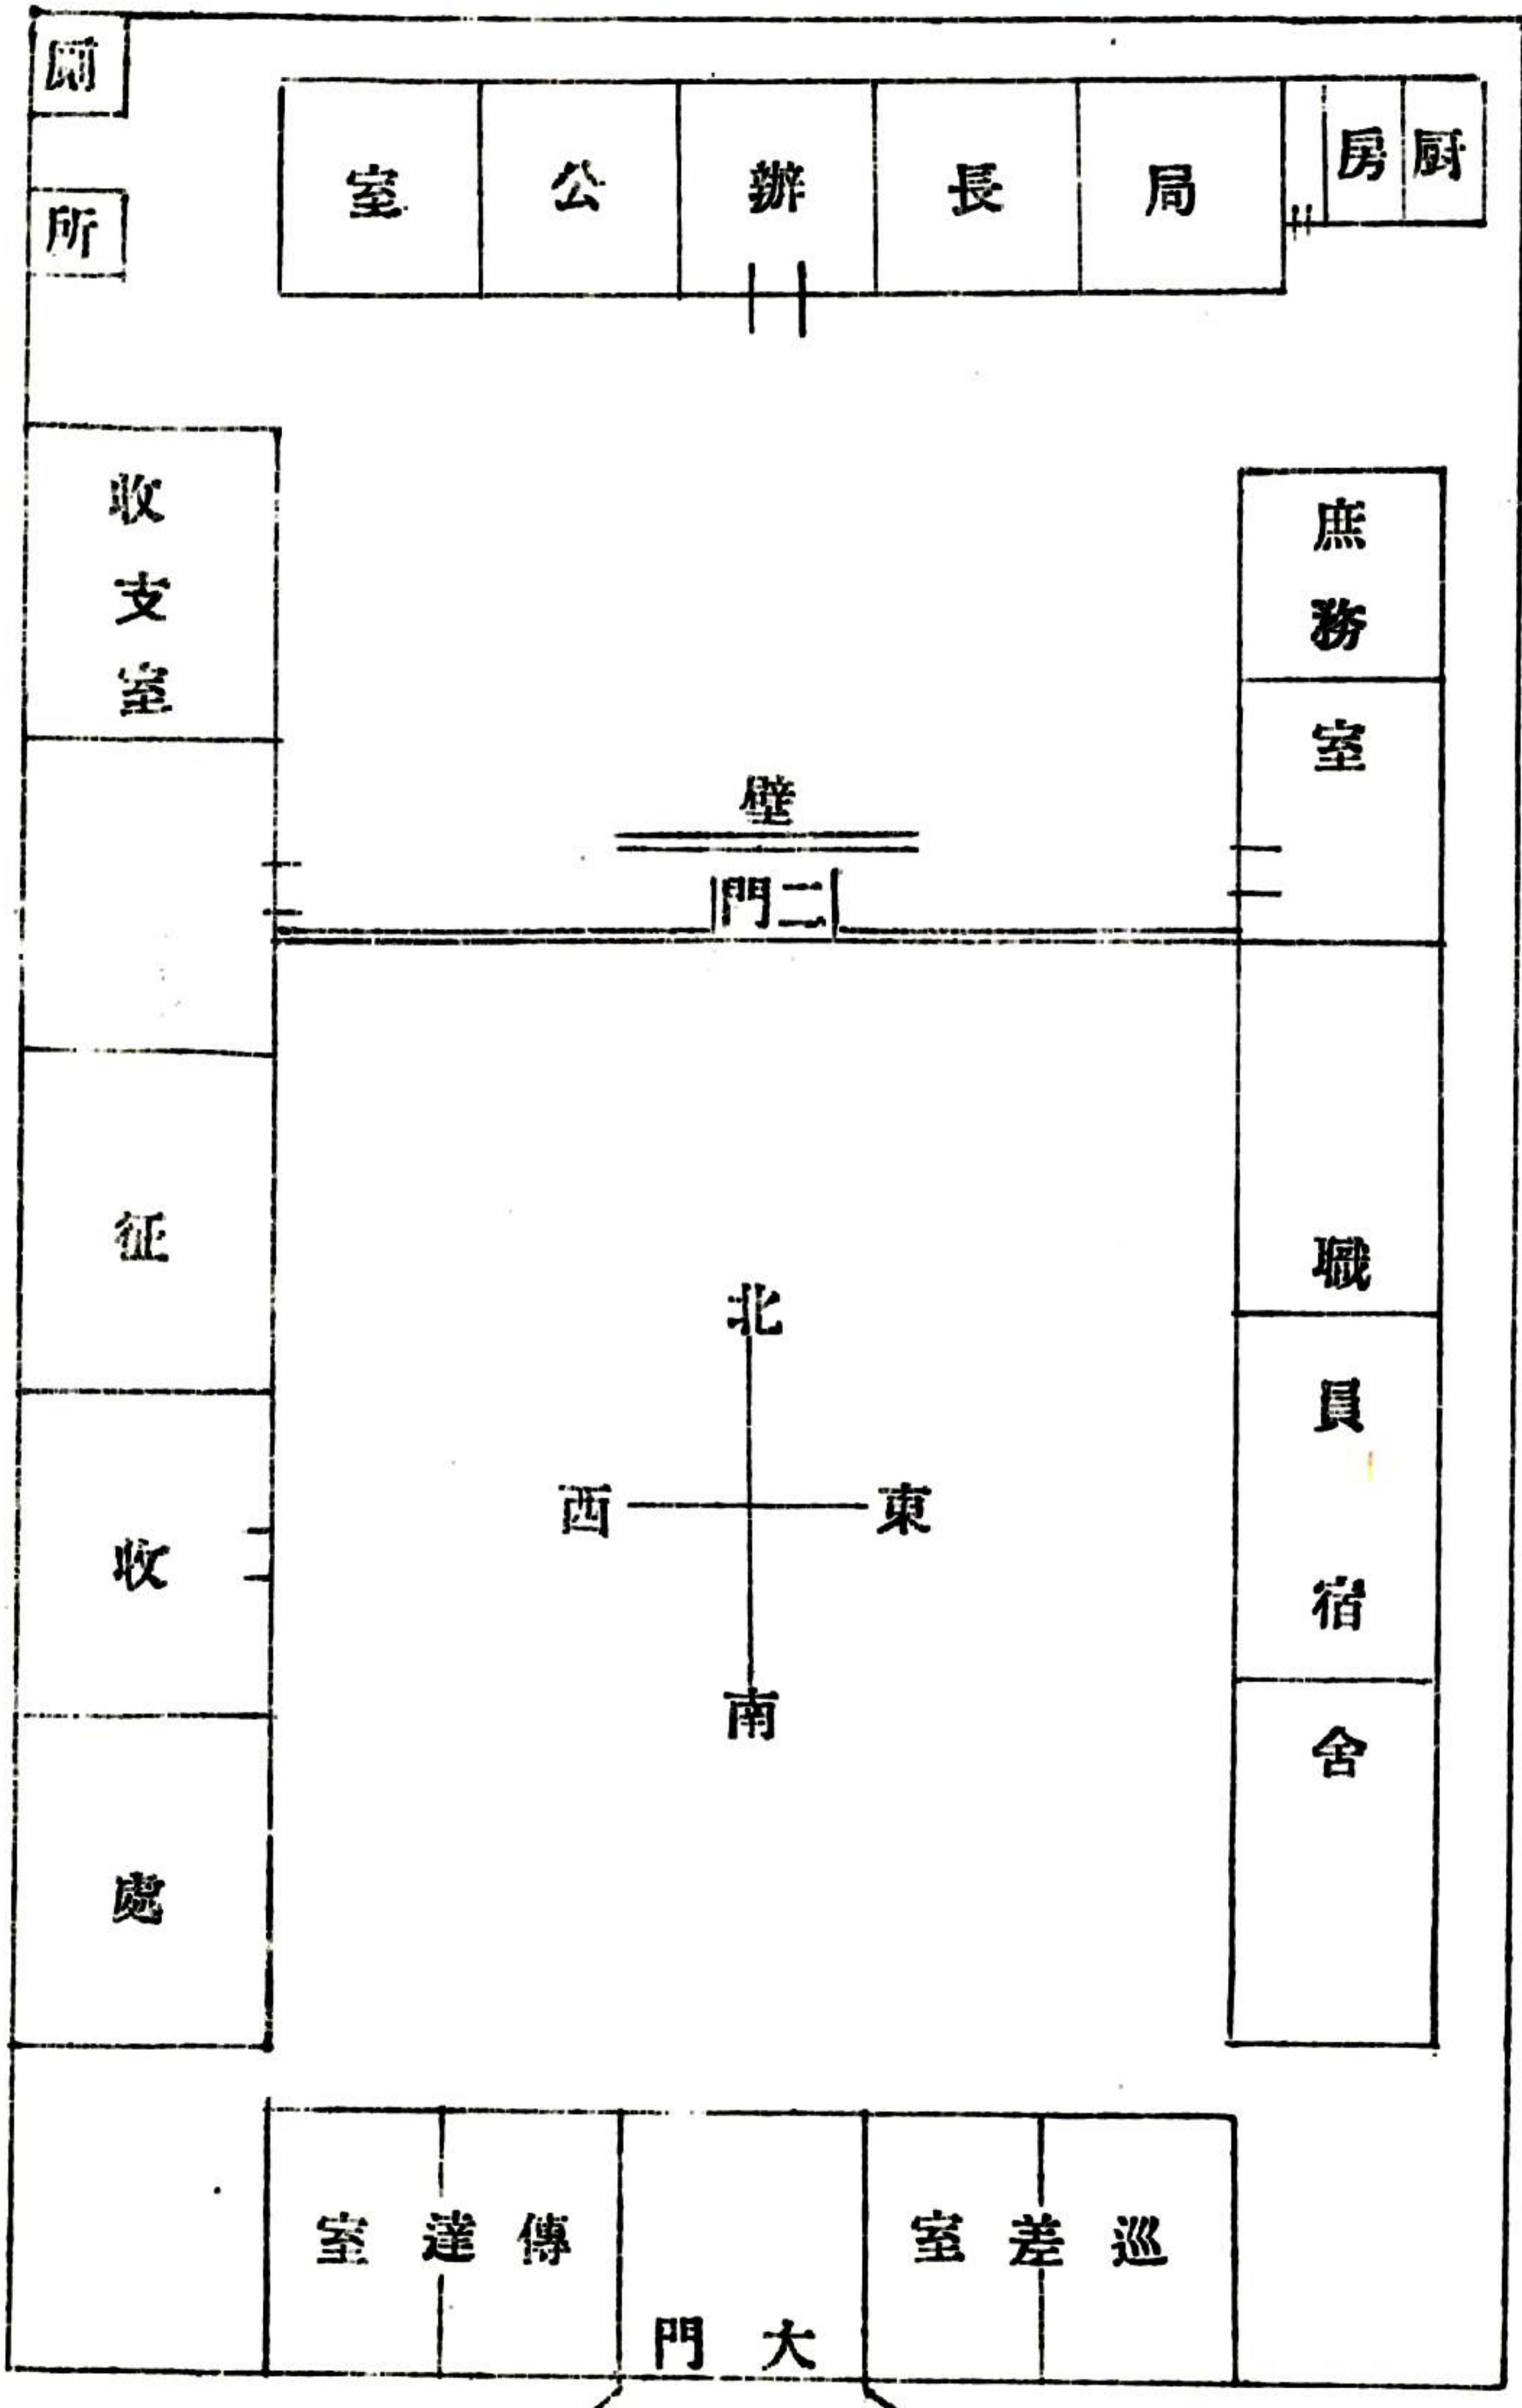 廚房
局長辦公室
廁所
庶務室
收支室
壁
二門
職員宿舍
征收處
北
東
西
南
巡差室
傳達室
大門